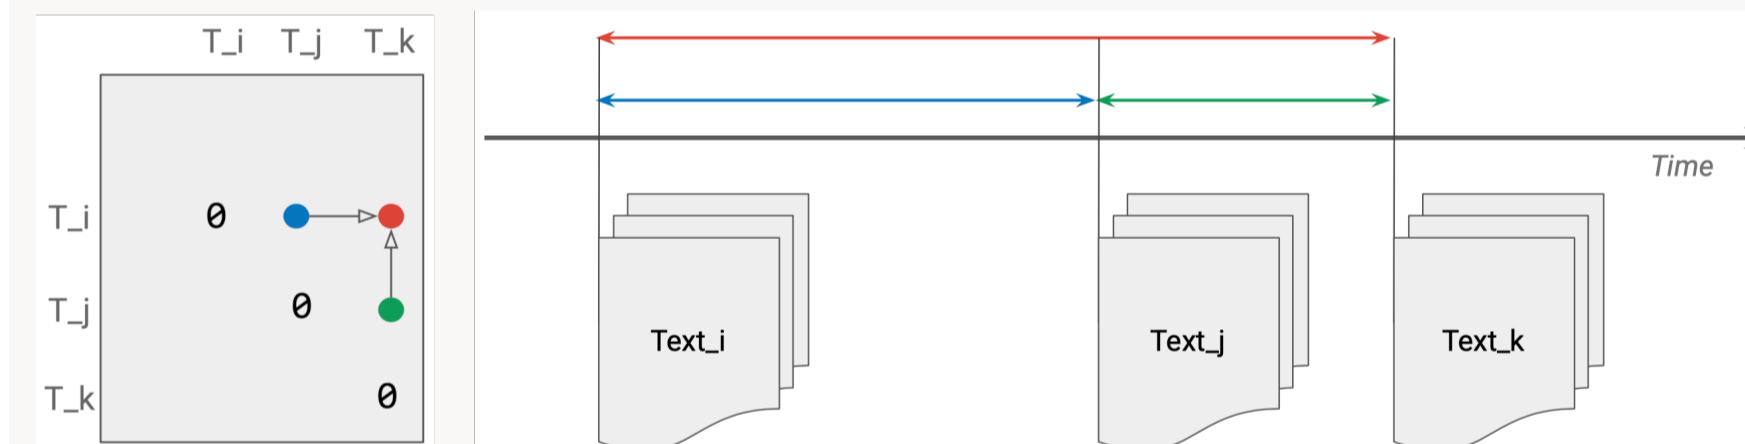 T_i T_j T_k
T_i 0
T_j 0
T_k 0
Time
Text_i Text_j Text_k